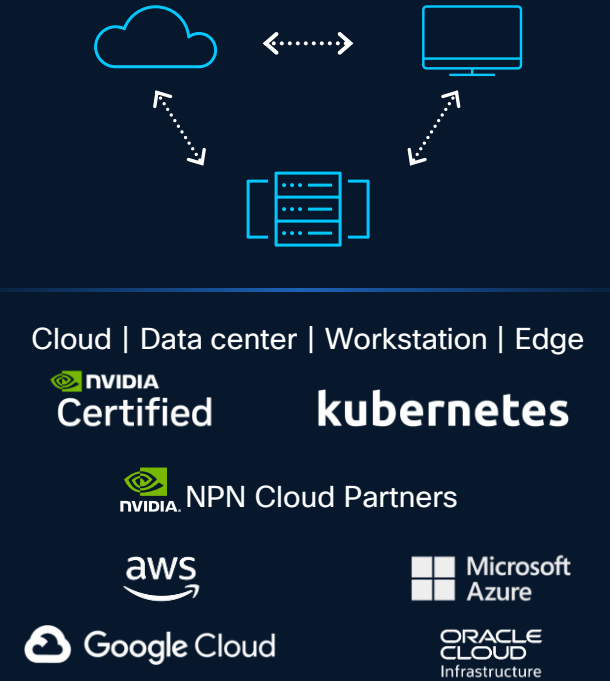 Cloud | Data center | Workstation | Edge
NVIDIA
Certified
kubernetes
NVIDIA. NPN Cloud Partners
aws
Microsoft
Azure
Google Cloud
ORACLE
CLOUD
Infrastructure